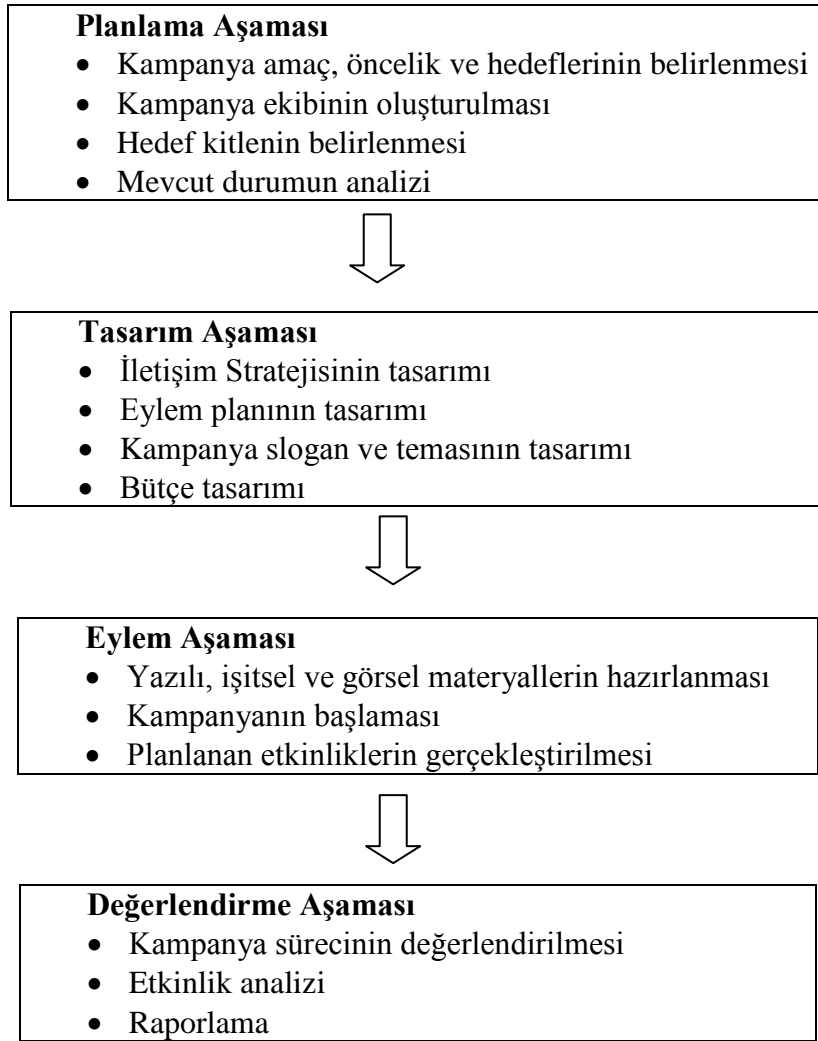 Planlama Aşaması
• Kampanya amaç, öncelik ve hedeflerinin belirlenmesi
• Kampanya ekibinin oluşturulması
• Hedef kitlenin belirlenmesi
• Mevcut durumun analizi
Tasarım Aşaması
• İletişim Stratejisinin tasarımı
• Eylem planının tasarımı
• Kampanya slogan ve temasının tasarımı
• Bütçe tasarımı
Eylem Aşaması
• Yazılı, işitsel ve görsel materyallerin hazırlanması
• Kampanyanın başlaması
• Planlanan etkinliklerin gerçekleştirilmesi
Değerlendirme Aşaması
• Kampanya sürecinin değerlendirilmesi
• Etkinlik analizi
• Raporlama